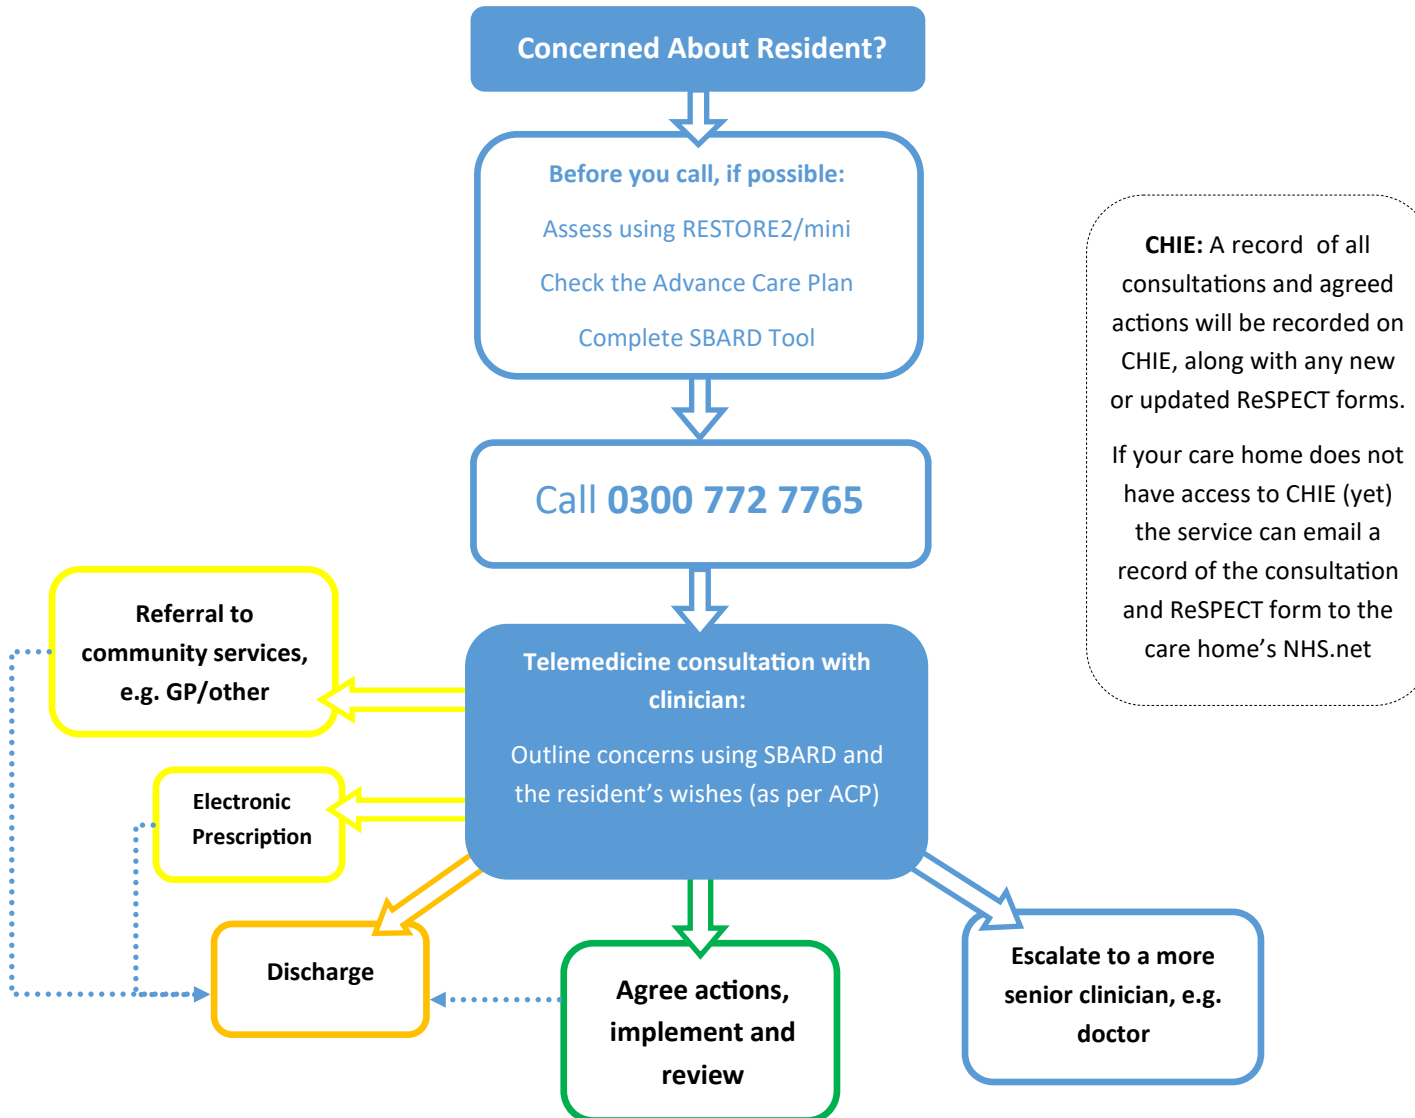 Concerned About Resident?
Before you call, if possible:
Assess using RESTORE2/mini
Check the Advance Care Plan
Complete SBARD Tool
CHIE: A record of all
consultations and agreed
actions will be recorded on
CHIE, along with any new
or updated ReSPECT forms.
If your care home does not
have access to CHIE (yet)
the service can email a
record of the consultation
and ReSPECT form to the
care home’s NHS.net
Call 0300 772 7765
Referral to
community services,
e.g. GP/other
Telemedicine consultation with
clinician:
Outline concerns using SBARD and
the resident’s wishes (as per ACP)
Electronic
Prescription
Discharge
Agree actions,
implement and
review
Escalate to a more
senior clinician, e.g.
doctor